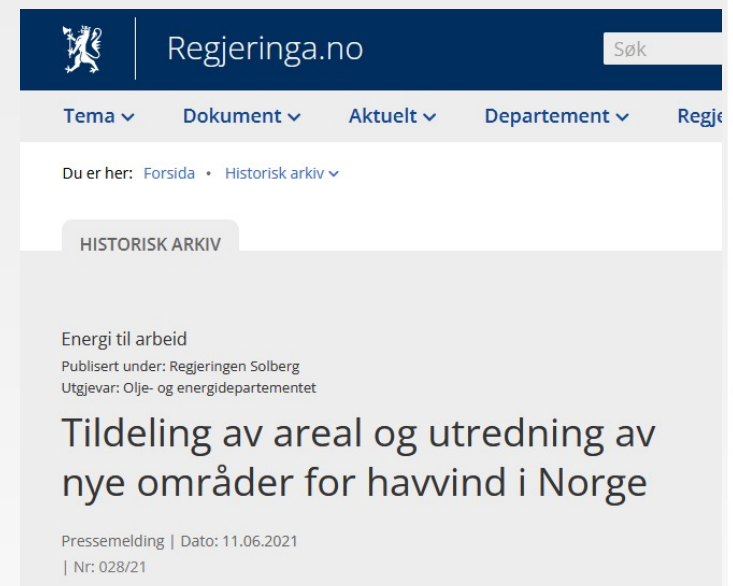 Regjeringa.no
Søk
Tema Dokument Aktuelt Departement Regje
Du er her: Forsida • Historisk arkiv
HISTORISK ARKIV
Energi til arbeid
Publisert under: Regjeringen Solberg
Utgjevar: Olje- og energidepartementet
Tildeling av areal og utredning av
nye områder for havvind i Norge
Pressemelding | Dato: 11.06.2021
| Nr: 028/21